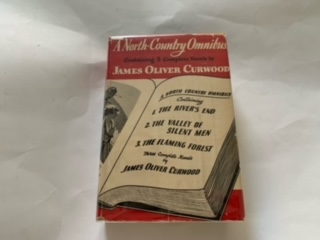 A North-Country Omnibus
Containing 3 Complete Novels by
JAMES OLIVER CURWOOD
A NORTH COUNTRY OMNIBUS
Containing
1. THE RIVER'S END
2. THE VALLEY OF
SILENT MEN
3. THE FLAMING FOREST
Three Complete Novels
by
JAMES OLIVER CURWOOD